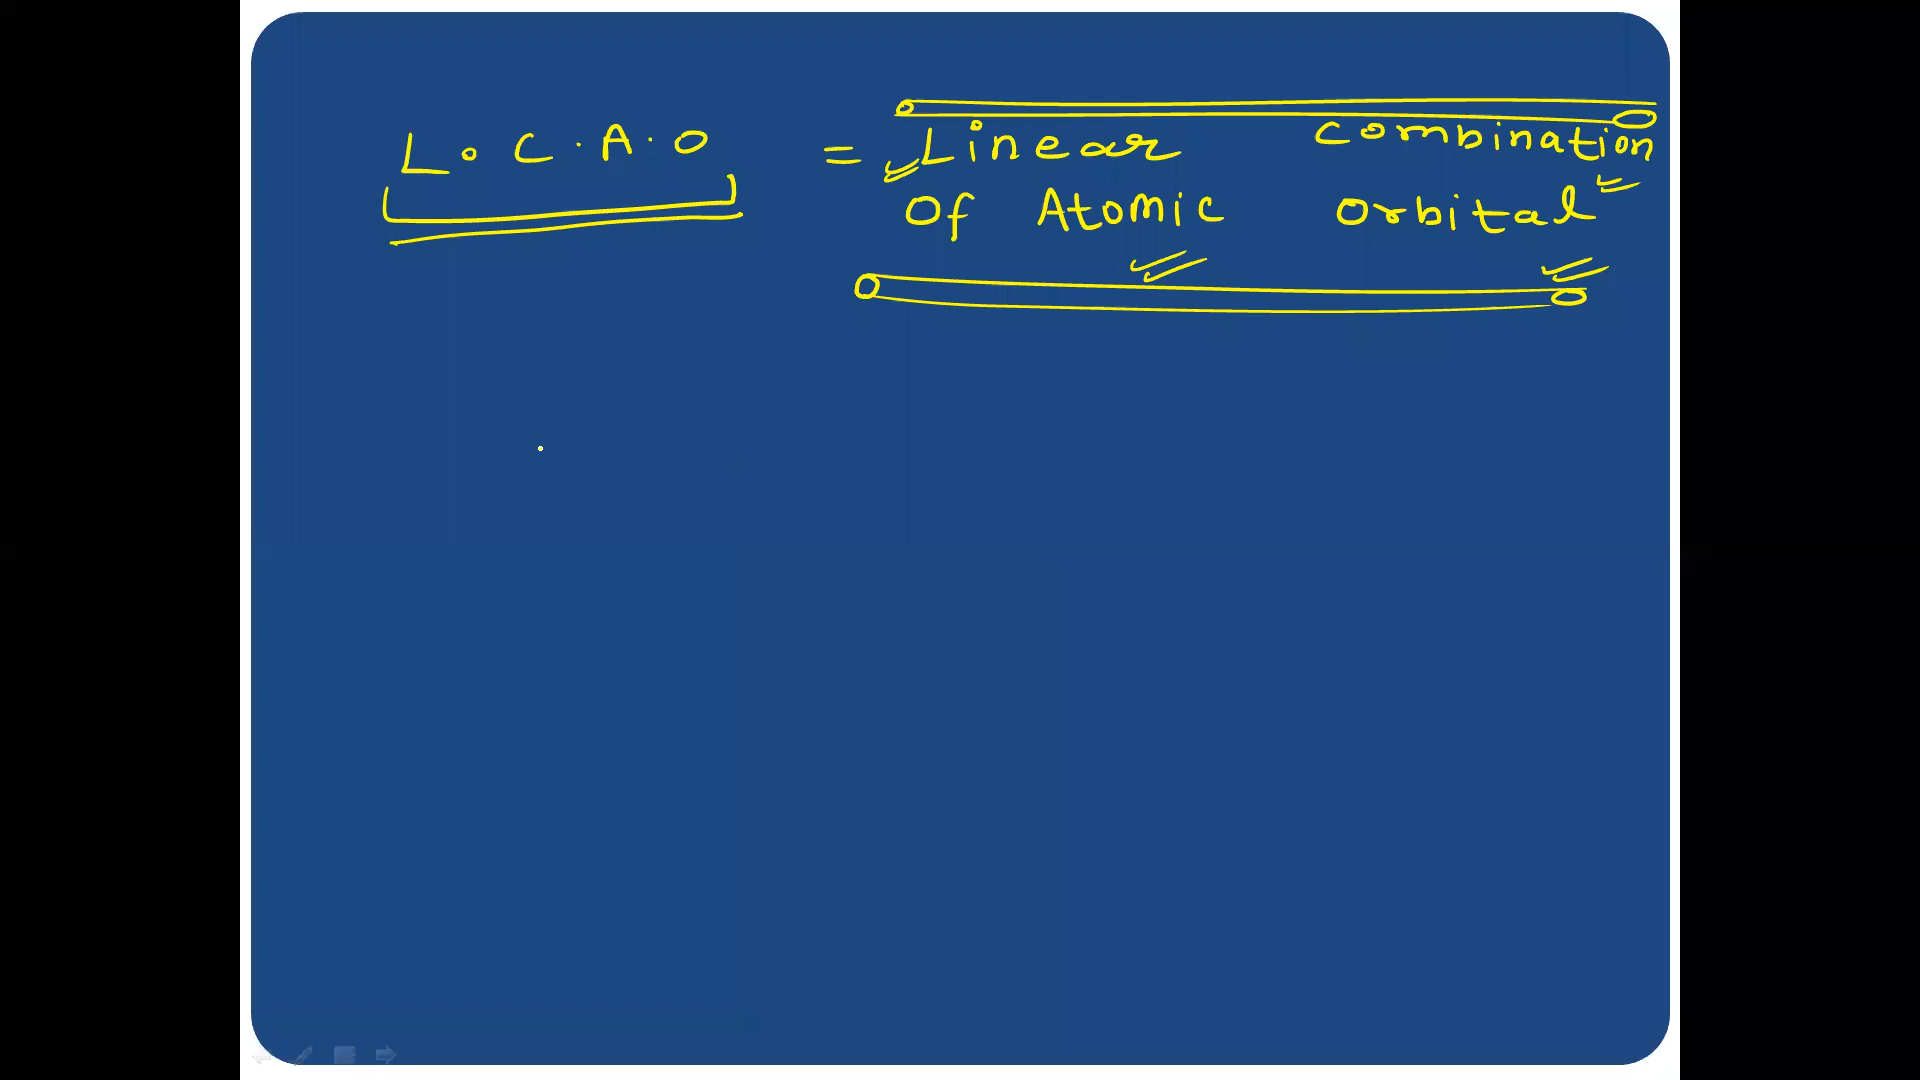 L. C. A. O = Linear Combination
Of Atomic Orbital